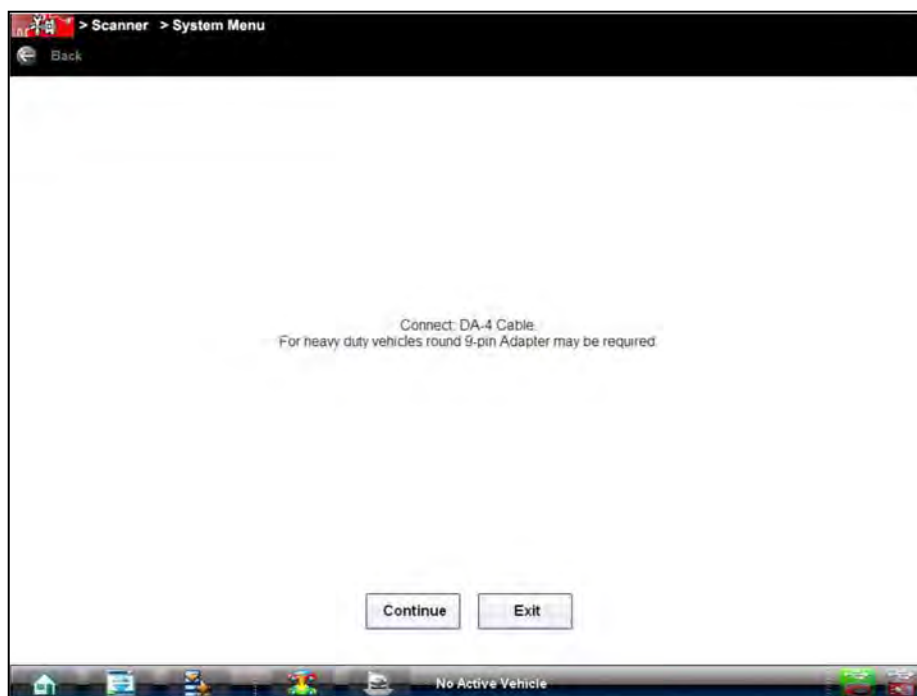 > Scanner > System Menu
Back
Connect: DA-4 Cable.
For heavy duty vehicles round 9-pin Adapter may be required.
Continue Exit
No Active Vehicle